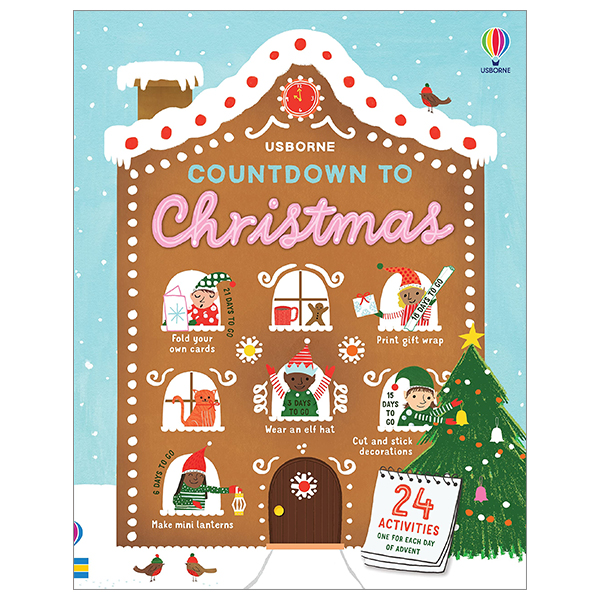 USBORNE
USBORNE
COUNTDOWN TO
Christmas
21 DAYS TO GO
Fold your
own cards
10 DAYS TO GO
Print gift wrap
3 DAYS
TO GO
Wear an elf hat
15
DAYS
TO
GO
Cut and stick
decorations
6 DAYS TO GO
Make mini lanterns
24
ACTIVITIES
ONE FOR EACH DAY
OF ADVENT